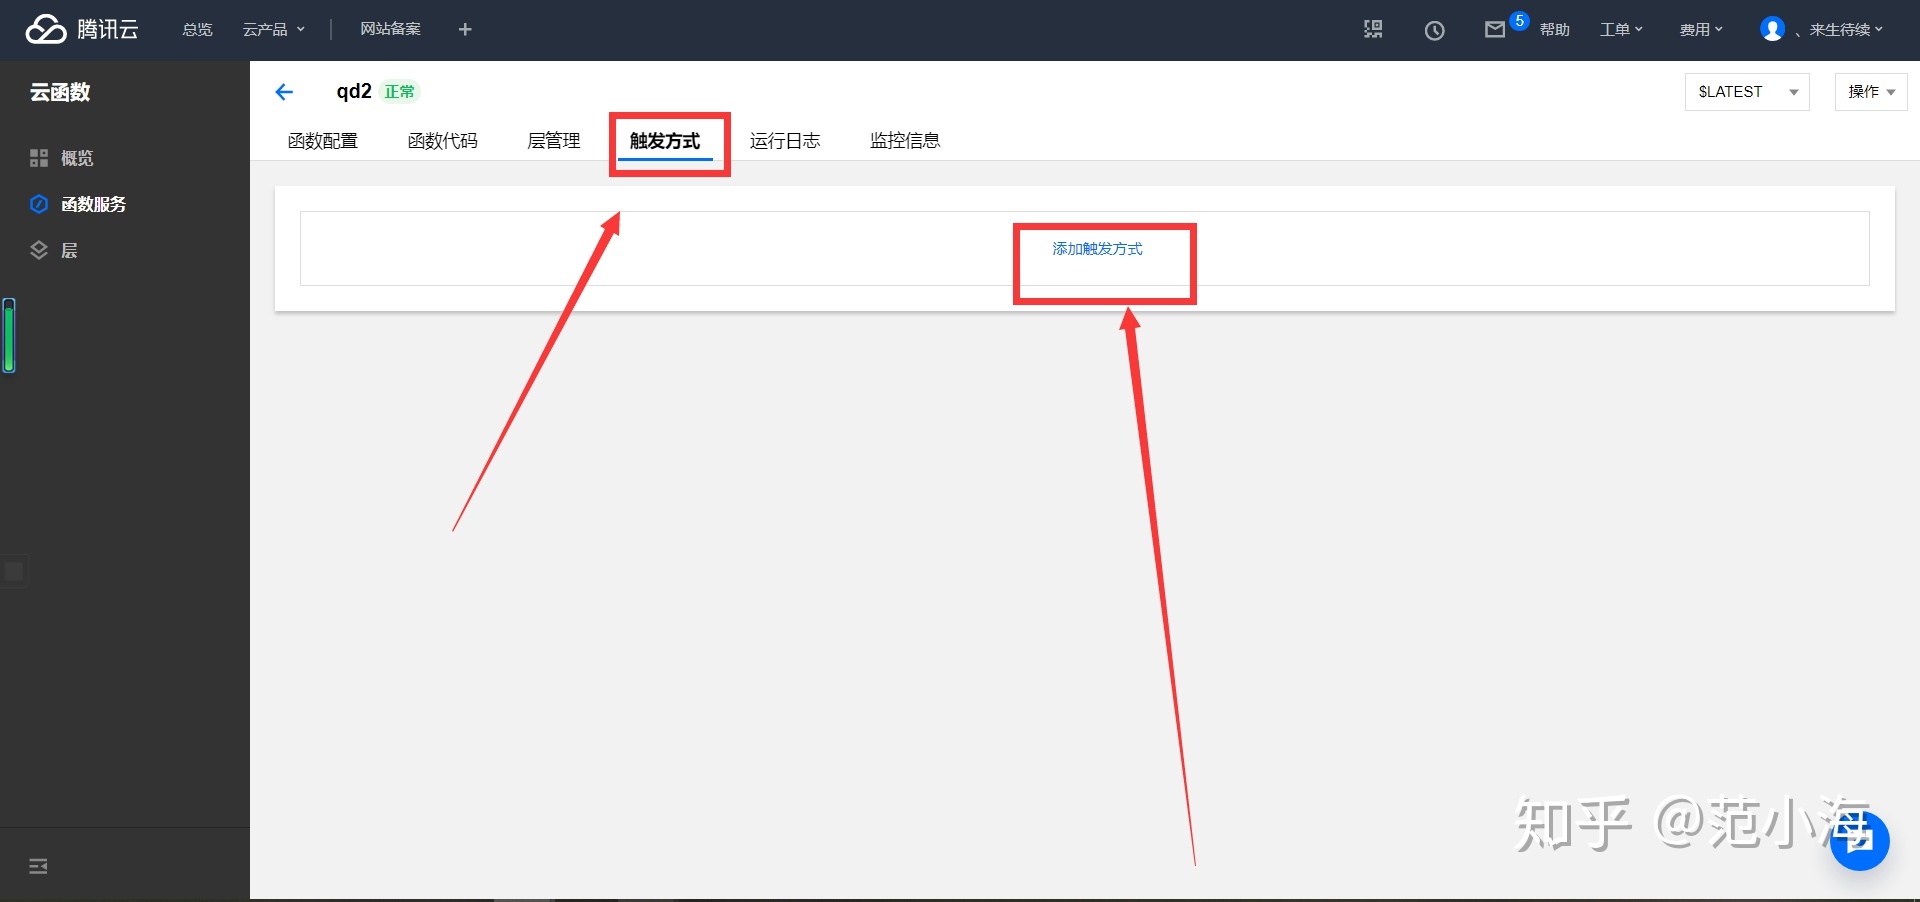 腾讯云 总览 云产品 网站备案 + 5 帮助 工单 费用 、来生待续
云函数
qd2 正常 $LATEST 操作
函数配置 函数代码 层管理 触发方式 运行日志 监控信息
概览
函数服务
层
添加触发方式
知乎 @范小海